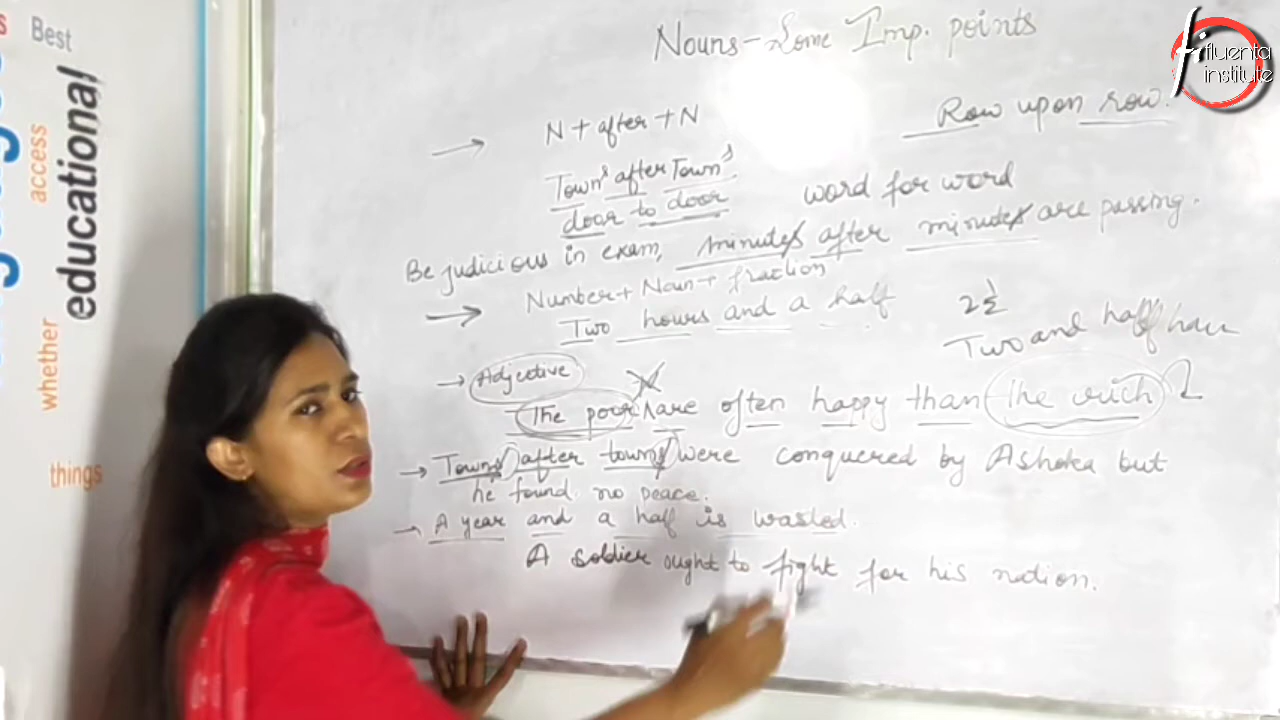 Best
access
educational
whether
things
fluenta
institute
Nouns - Some Imp. points
→ N + after + N
Row upon row.
Town's after Town's.
door to door
word for word
Be judicious in exam, minutes after minutes are passing.
→ Number + Noun + fraction
Two hours and a half
2½
Two and half hour
→ Adjective
The poor are often happy than the rich
→ Towns after towns were conquered by Ashoka but
he found no peace.
→ A year and a half is wasted.
A soldier ought to fight for his nation.